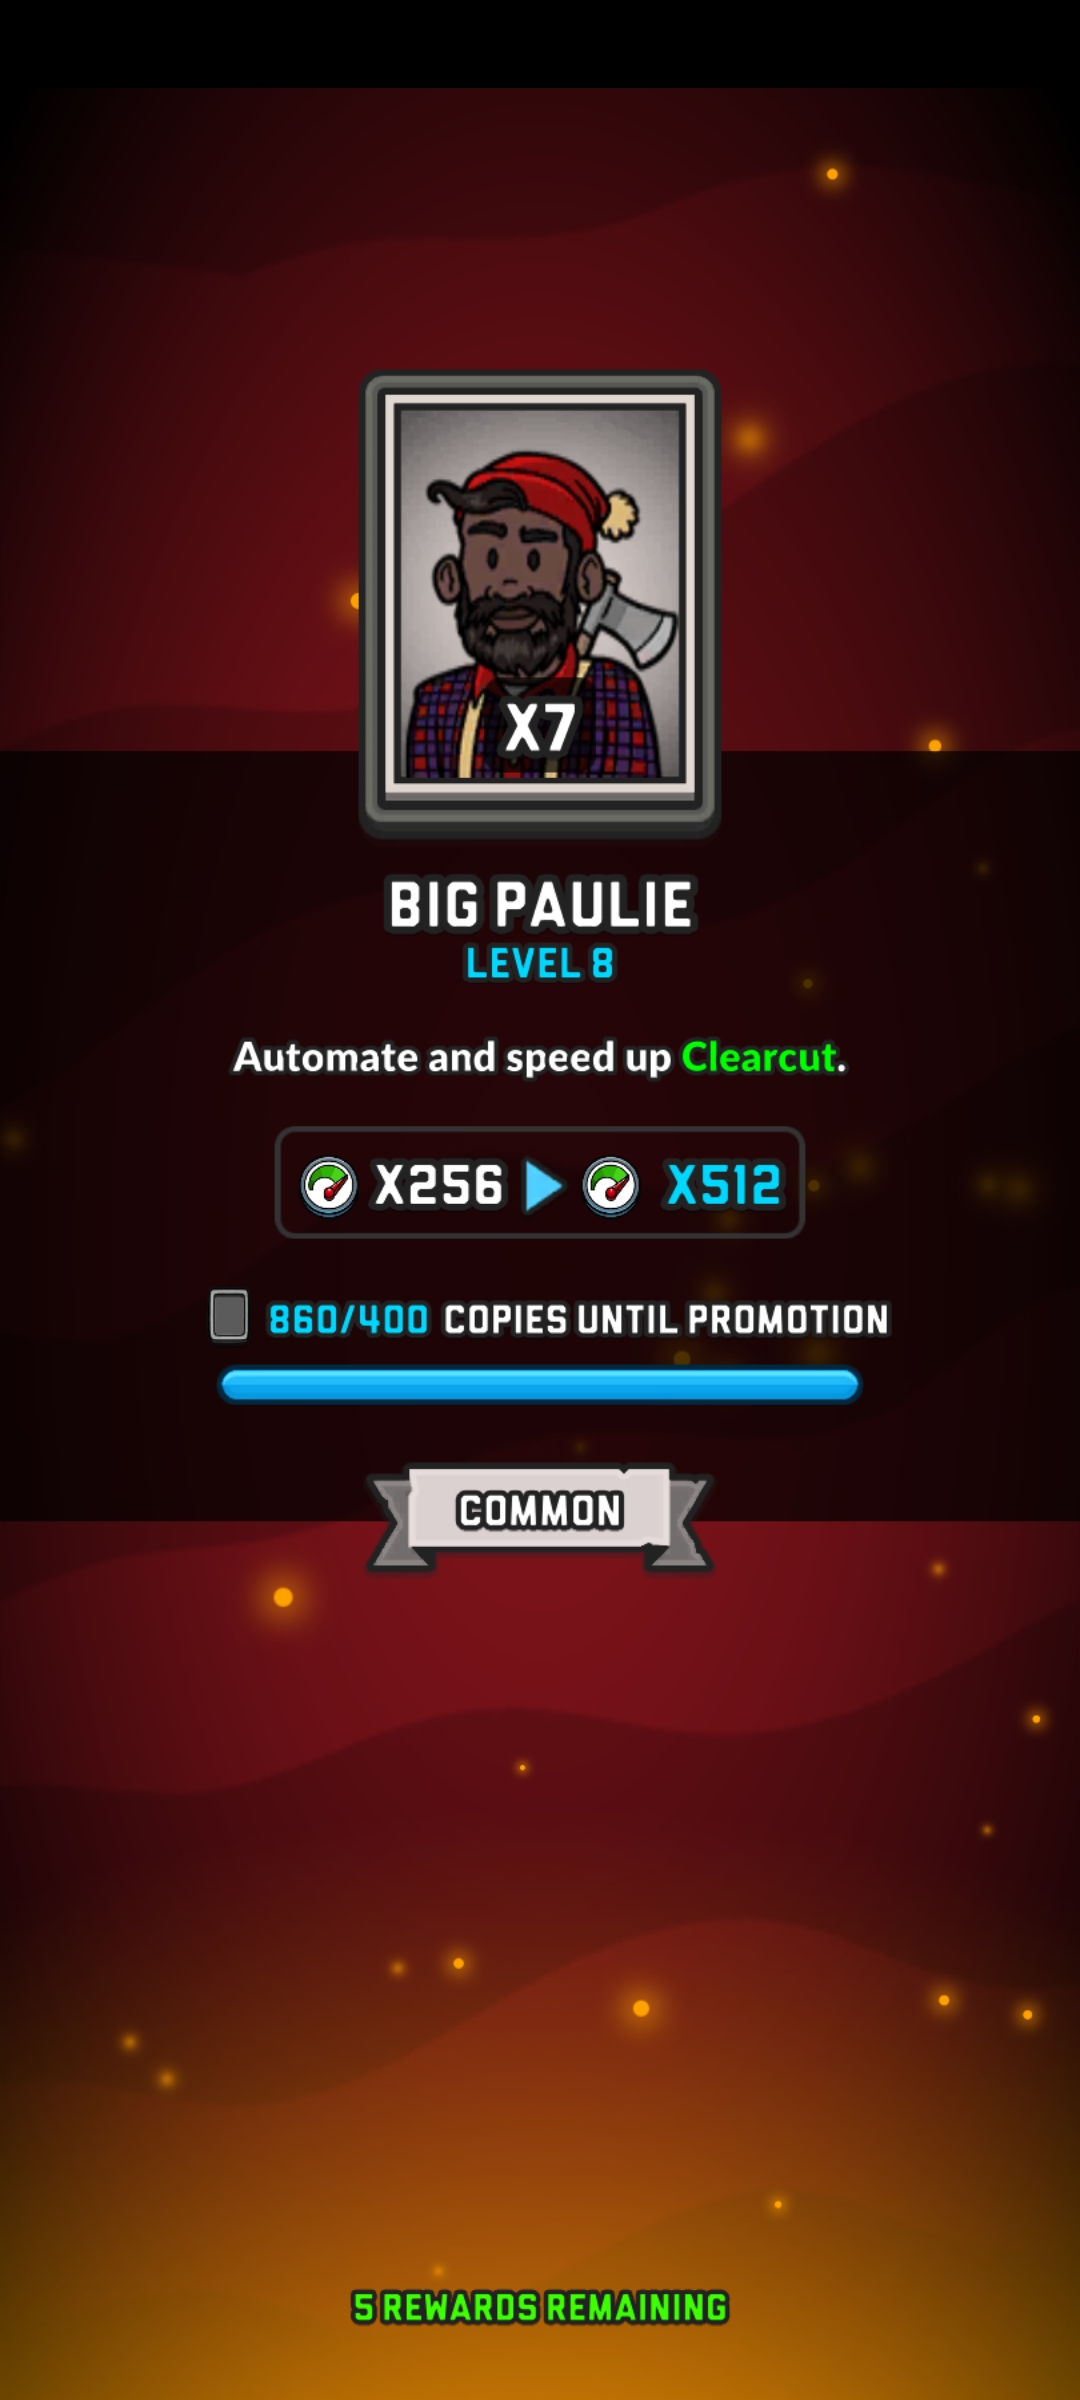 X7
BIG PAULIE
LEVEL 8
Automate and speed up Clearcut.
X256 X512
860/400 COPIES UNTIL PROMOTION
COMMON
5 REWARDS REMAINING